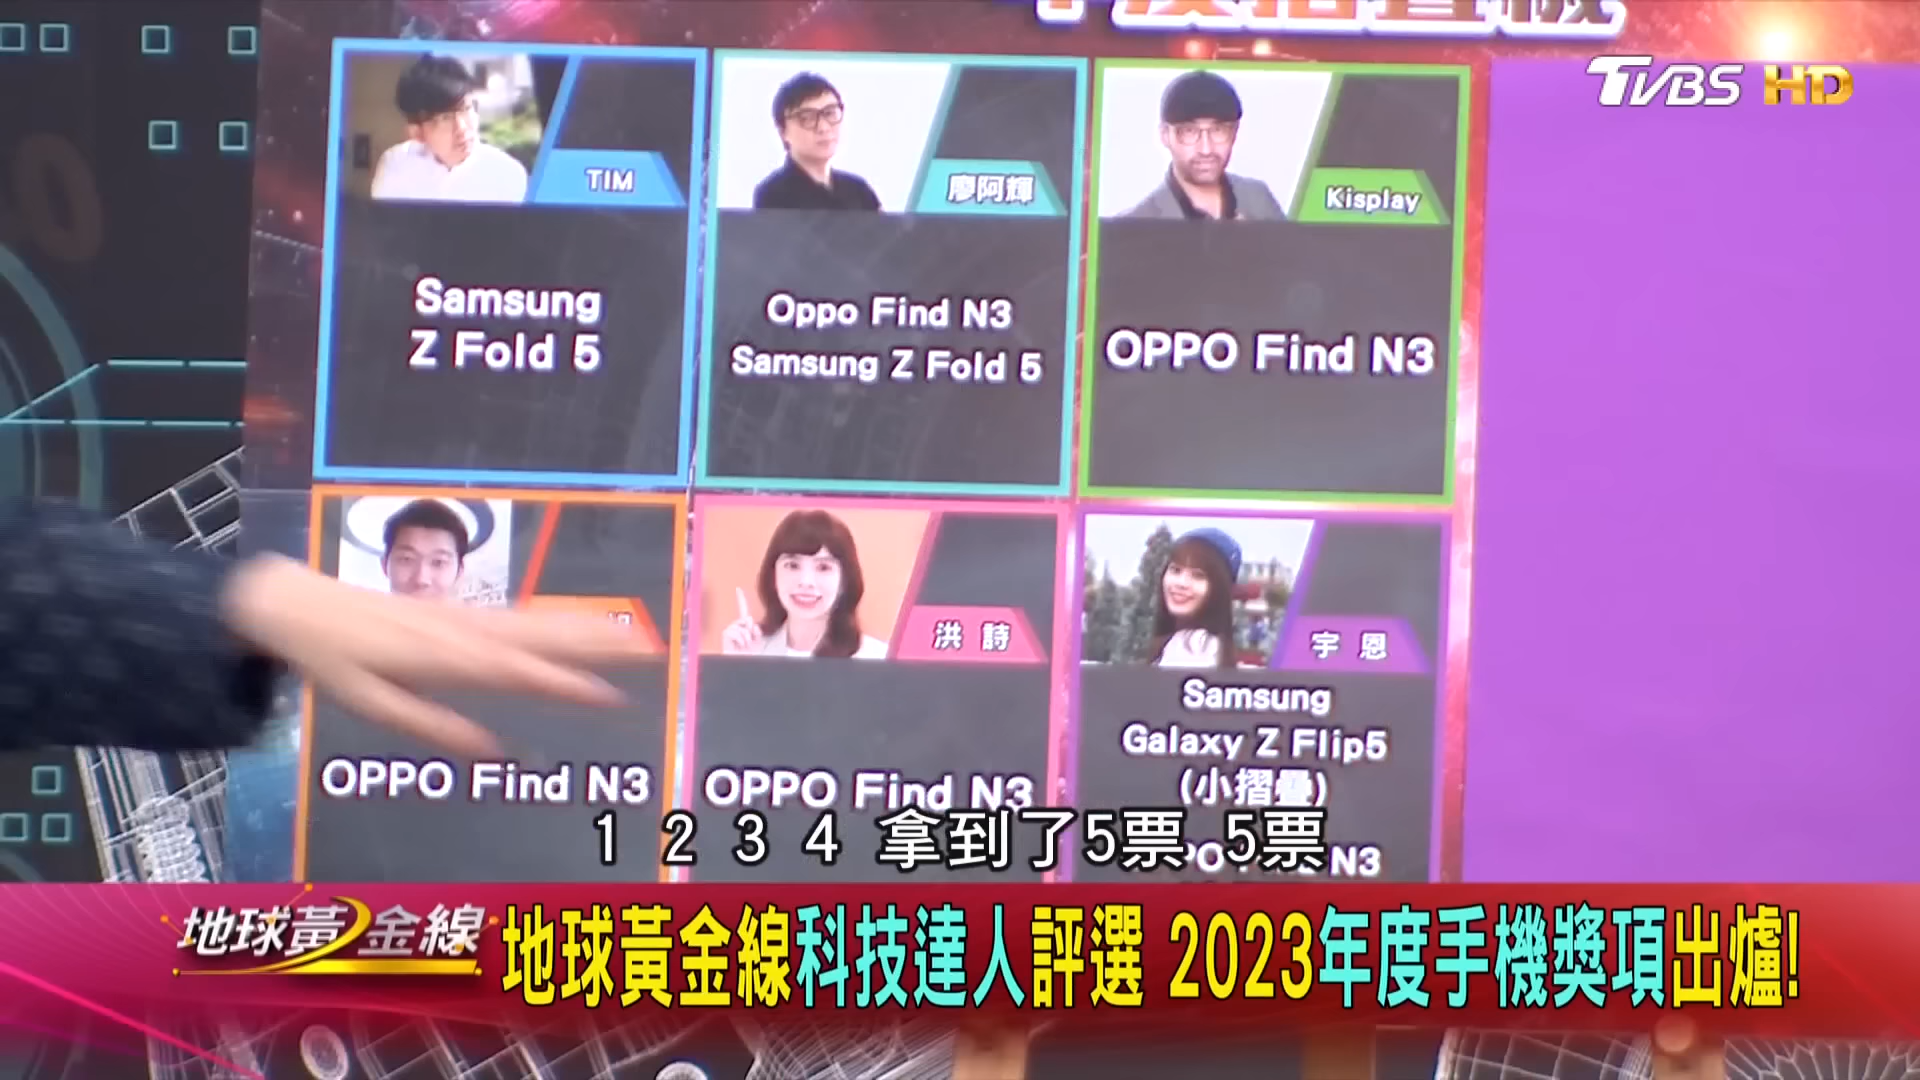 TVBS HD
TIM
Samsung
Z Fold 5
廖阿輝
Oppo Find N3
Samsung Z Fold 5
Kisplay
OPPO Find N3
OPPO Find N3
洪 詩
OPPO Find N3
宇 恩
Samsung
Galaxy Z Flip5
(小摺疊)
N3
1 2 3 4 拿到了5票 5票
地球黃金線
地球黃金線科技達人評選 2023年度手機獎項出爐!